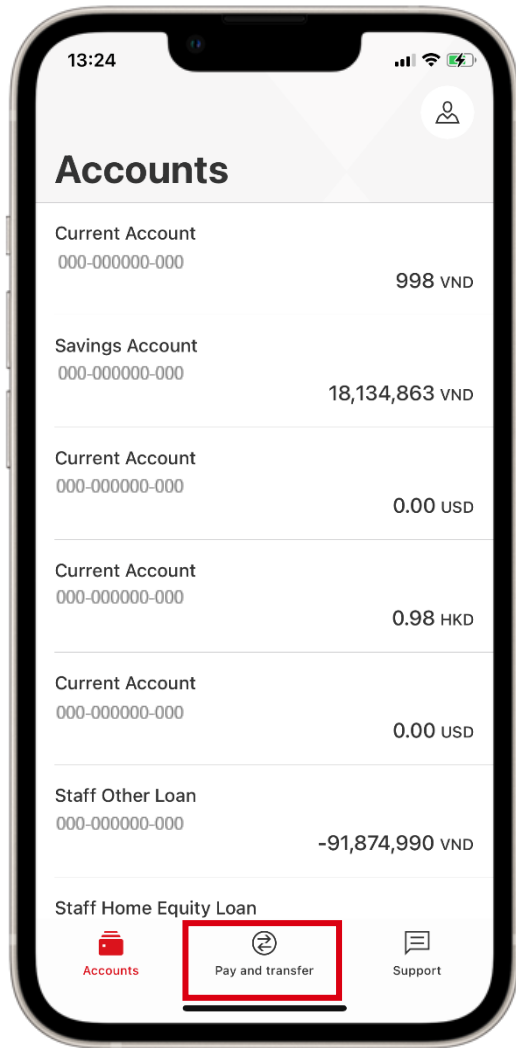 13:24
Accounts
Current Account
000-000000-000
998 VND
Savings Account
000-000000-000
18,134,863 VND
Current Account
000-000000-000
0.00 USD
Current Account
000-000000-000
0.98 HKD
Current Account
000-000000-000
0.00 USD
Staff Other Loan
000-000000-000
-91,874,990 VND
Staff Home Equity Loan
Accounts
Pay and transfer
Support